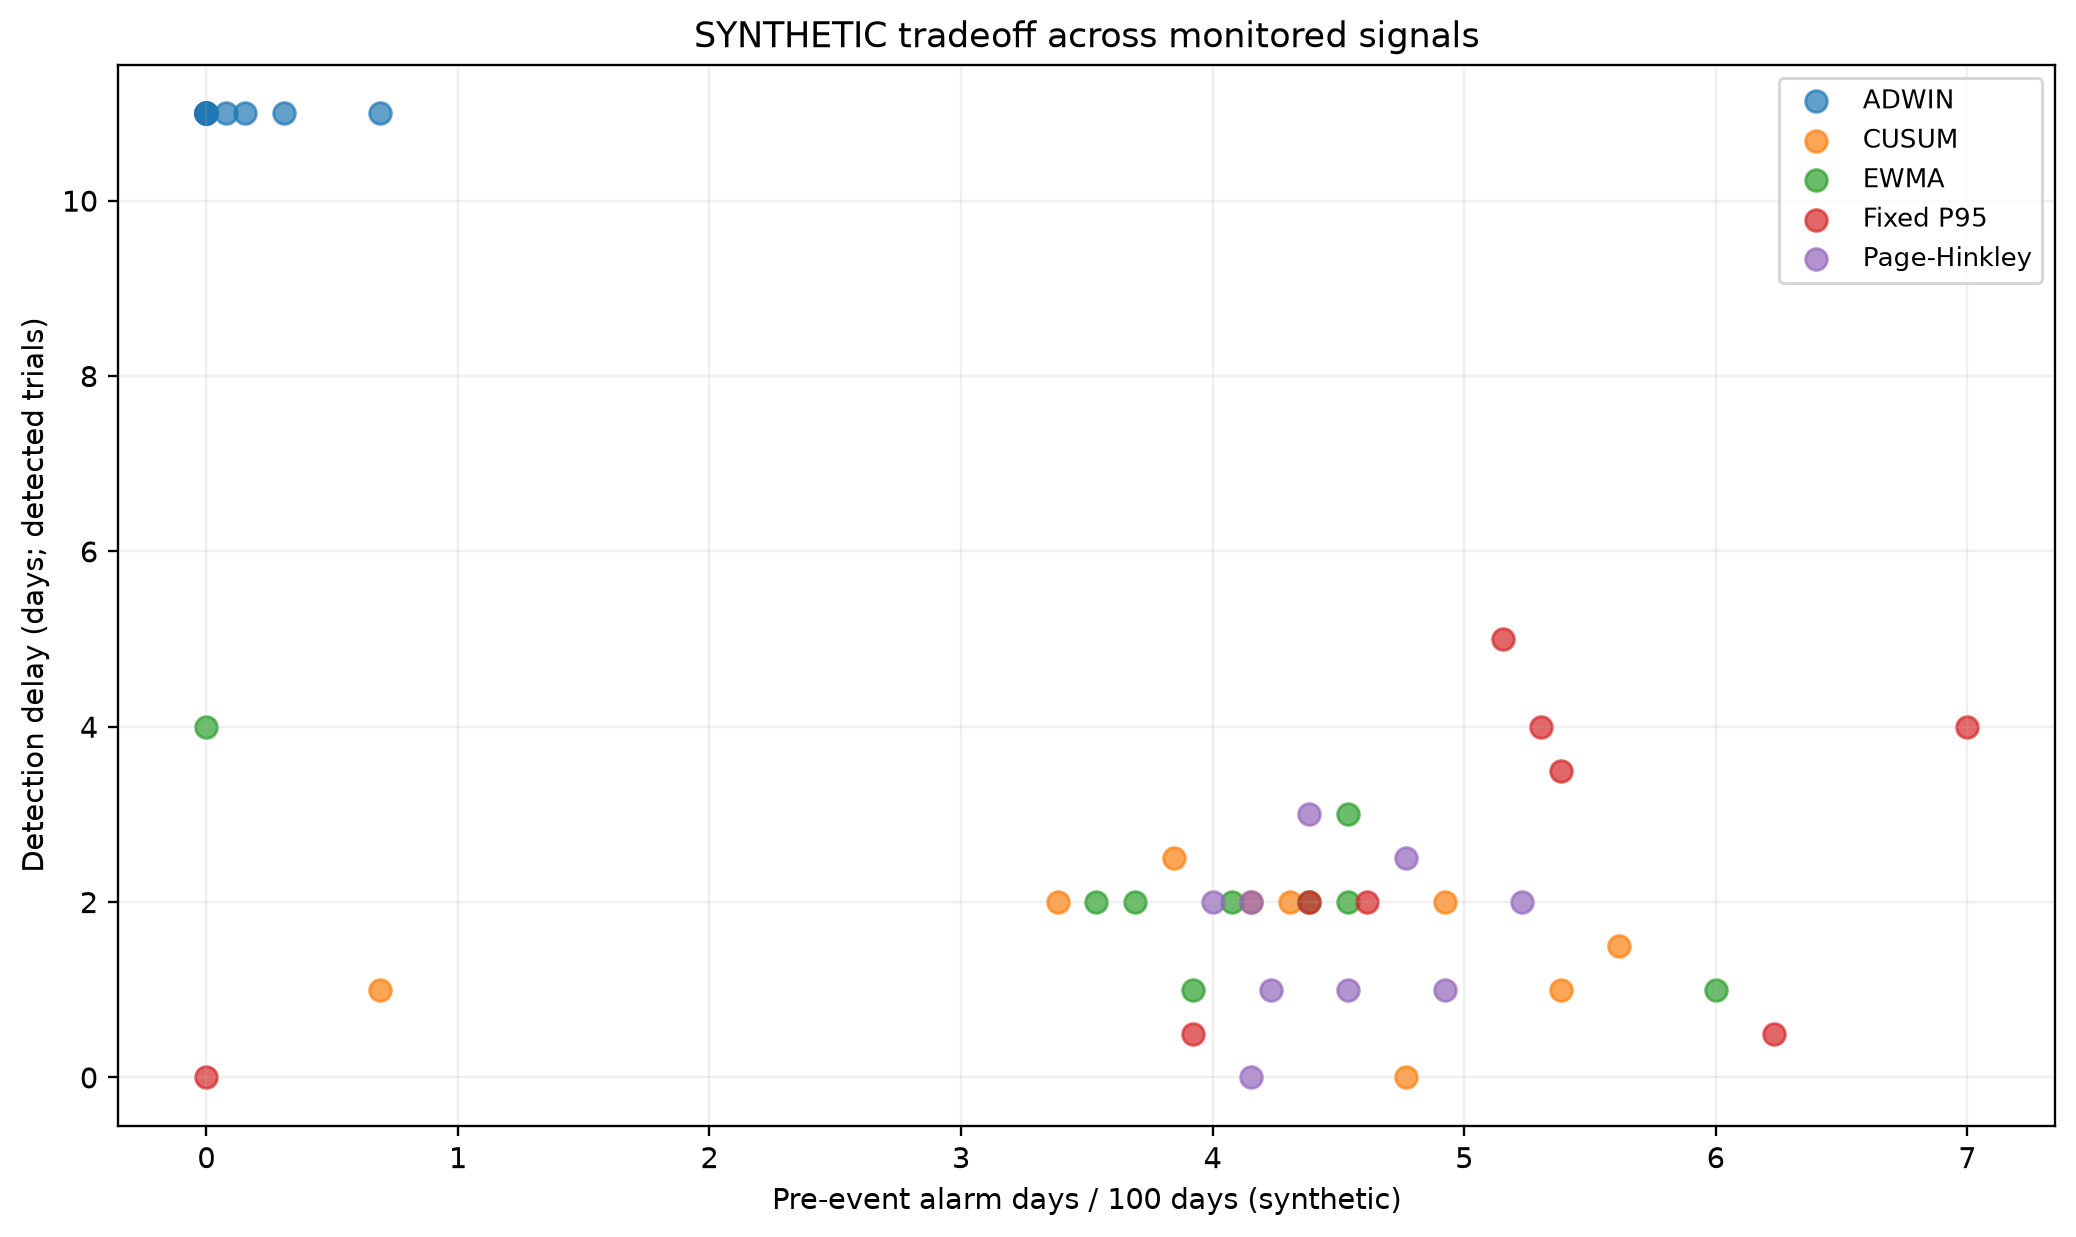 SYNTHETIC tradeoff across monitored signals
ADWIN
CUSUM
EWMA
Fixed P95
Page-Hinkley
Detection delay (days; detected trials)
10
8
6
4
2
0
0 1 2 3 4 5 6 7
Pre-event alarm days / 100 days (synthetic)